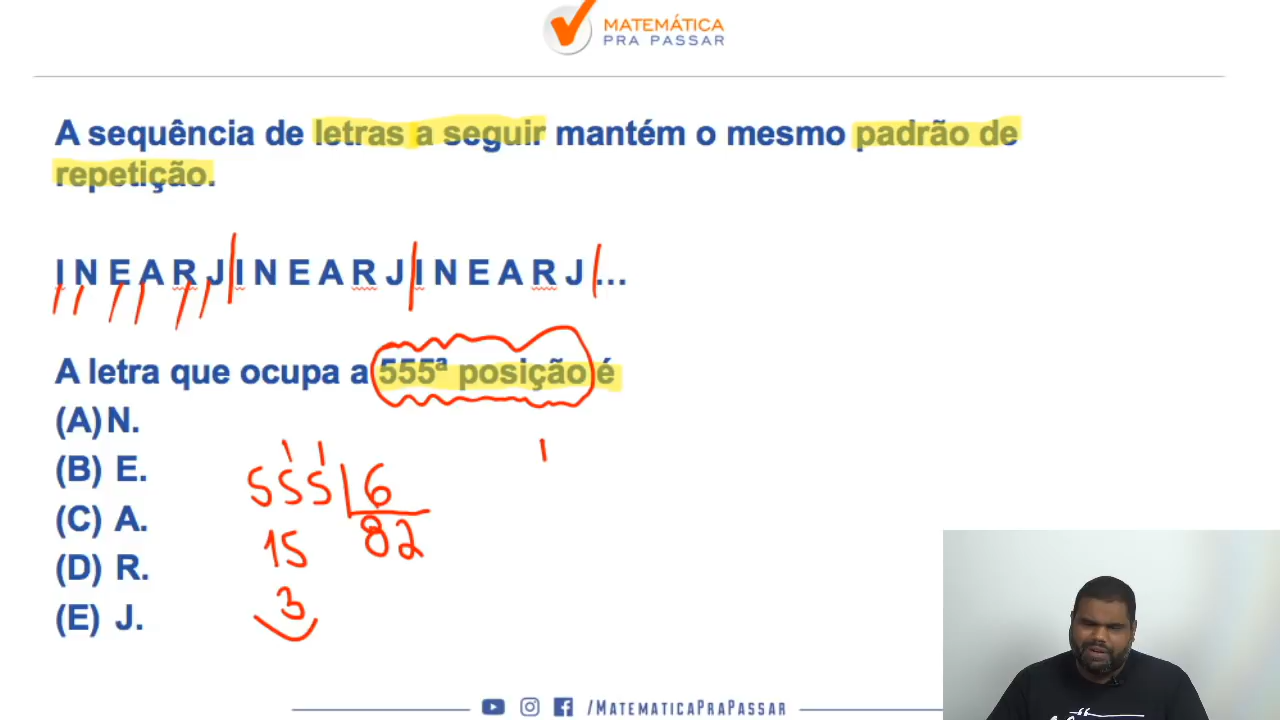 MATEMÁTICA
PRA PASSAR
A sequência de letras a seguir mantém o mesmo padrão de
repetição.
I N E A R J I N E A R J I N E A R J ...
A letra que ocupa a 555ª posição é
(A) N.
(B) E.
(C) A.
(D) R.
(E) J.
555 6
15 82
3
/MATEMATICAPRAPASSAR